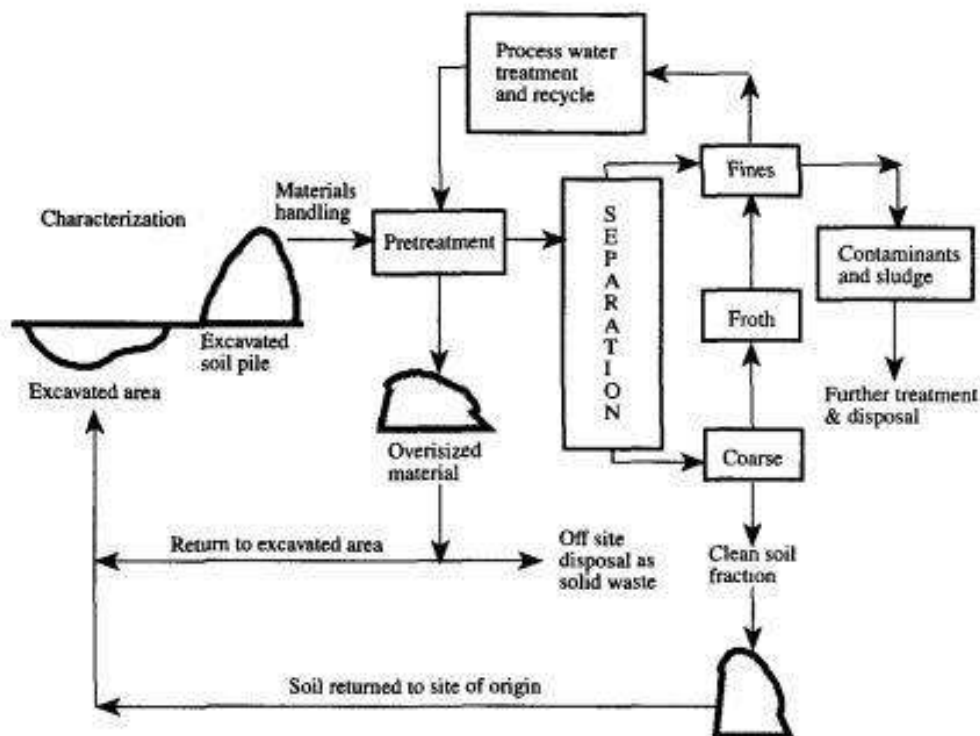 Process water
treatment
and recycle
Fines
Materials
handling
Characterization
Pretreatment
SEPARATION
Contaminants
and sludge
Froth
Excavated
soil pile
Excavated area
Further treatment
& disposal
Overisized
material
Coarse
Return to excavated area
Off site
disposal as
solid waste
Clean soil
fraction
Soil returned to site of origin